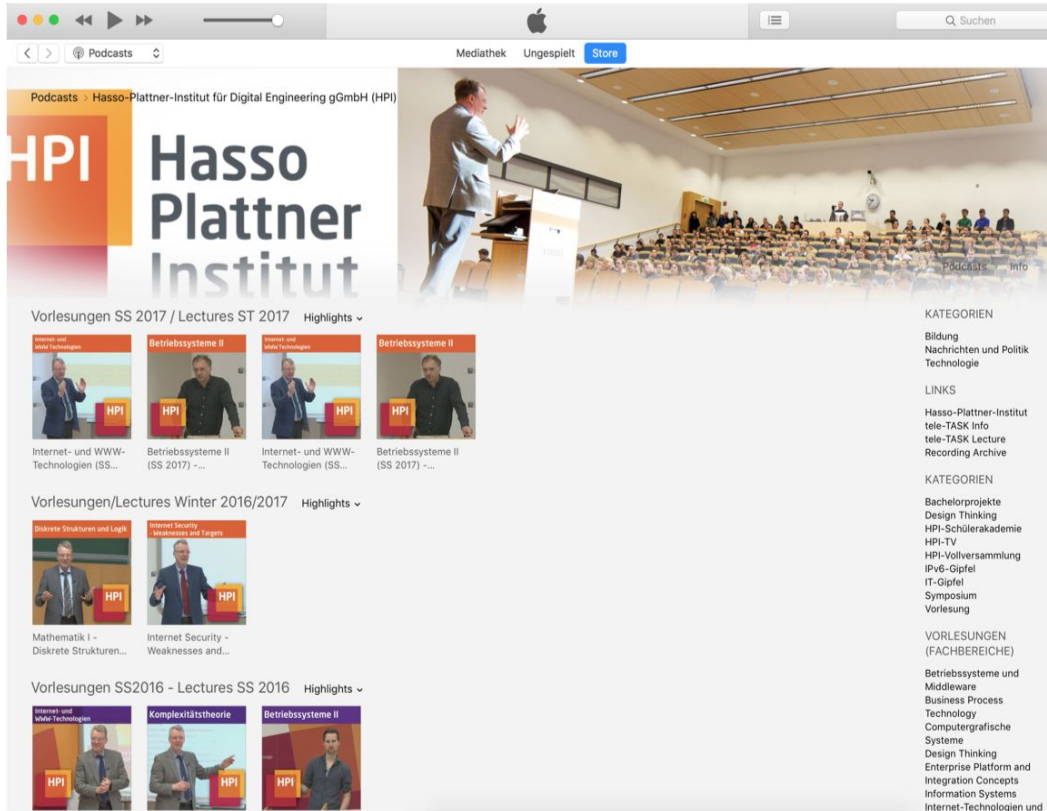 Suchen
Podcasts
Mediathek Ungespielt Store
Podcasts > Hasso-Plattner-Institut für Digital Engineering gGmbH (HPI)
HPI
Hasso
Plattner
Institut
Podcasts > Info
Vorlesungen SS 2017 / Lectures ST 2017 Highlights
Internet- und
WWW Technologien
HPI
Betriebssysteme II
HPI
Internet- und
WWW Technologien
HPI
Betriebssysteme II
HPI
Internet- und WWW-
Technologien (SS...
Betriebssysteme II
(SS 2017) -...
Internet- und WWW-
Technologien (SS...
Betriebssysteme II
(SS 2017) -...
Vorlesungen/Lectures Winter 2016/2017 Highlights
Diskrete Strukturen und Logik
HPI
Internet Security
- Weaknesses and Targets
HPI
Mathematik I -
Diskrete Strukturen...
Internet Security -
Weaknesses and...
Vorlesungen SS2016 - Lectures SS 2016 Highlights
Internet- und
WWW-Technologien
HPI
Komplexitätstheorie
HPI
Betriebssysteme II
HPI
KATEGORIEN
Bildung
Nachrichten und Politik
Technologie
LINKS
Hasso-Plattner-Institut
tele-TASK Info
tele-TASK Lecture
Recording Archive
KATEGORIEN
Bachelorprojekte
Design Thinking
HPI-Schülerakademie
HPI-TV
HPI-Vollversammlung
IPv6-Gipfel
IT-Gipfel
Symposium
Vorlesung
VORLESUNGEN
(FACHBEREICHE)
Betriebssysteme und
Middleware
Business Process
Technology
Computergrafische
Systeme
Design Thinking
Enterprise Platform and
Integration Concepts
Information Systems
Internet-Technologien und